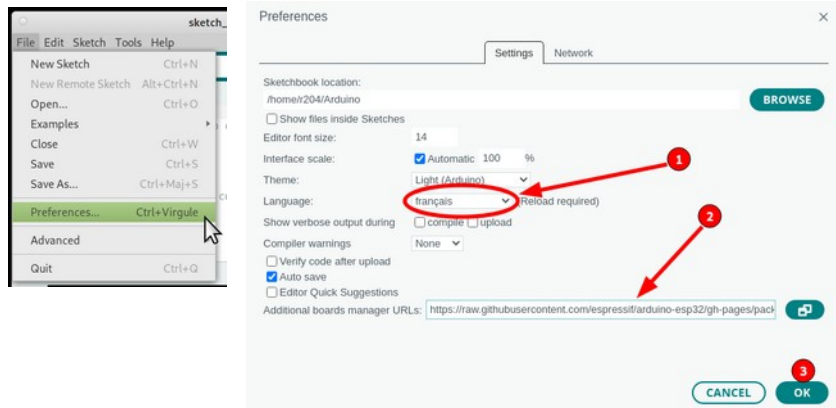 sketch_
File Edit Sketch Tools Help
New Sketch Ctrl+N
New Remote Sketch Alt+Ctrl+N
Open... Ctrl+O
Examples
Close Ctrl+W
Save Ctrl+S
Save As... Ctrl+Maj+S
Preferences... Ctrl+Virgule
Advanced
Quit Ctrl+Q
Preferences
Settings Network
Sketchbook location:
/home/r204/Arduino BROWSE
Show files inside Sketches
Editor font size: 14
Interface scale: Automatic 100 %
1
Theme: Light (Arduino)
Language: français (Reload required)
2
Show verbose output during compile upload
Compiler warnings None
Verify code after upload
Auto save
Editor Quick Suggestions
Additional boards manager URLs: https://raw.githubusercontent.com/espressif/arduino-esp32/gh-pages/pack
3
CANCEL OK